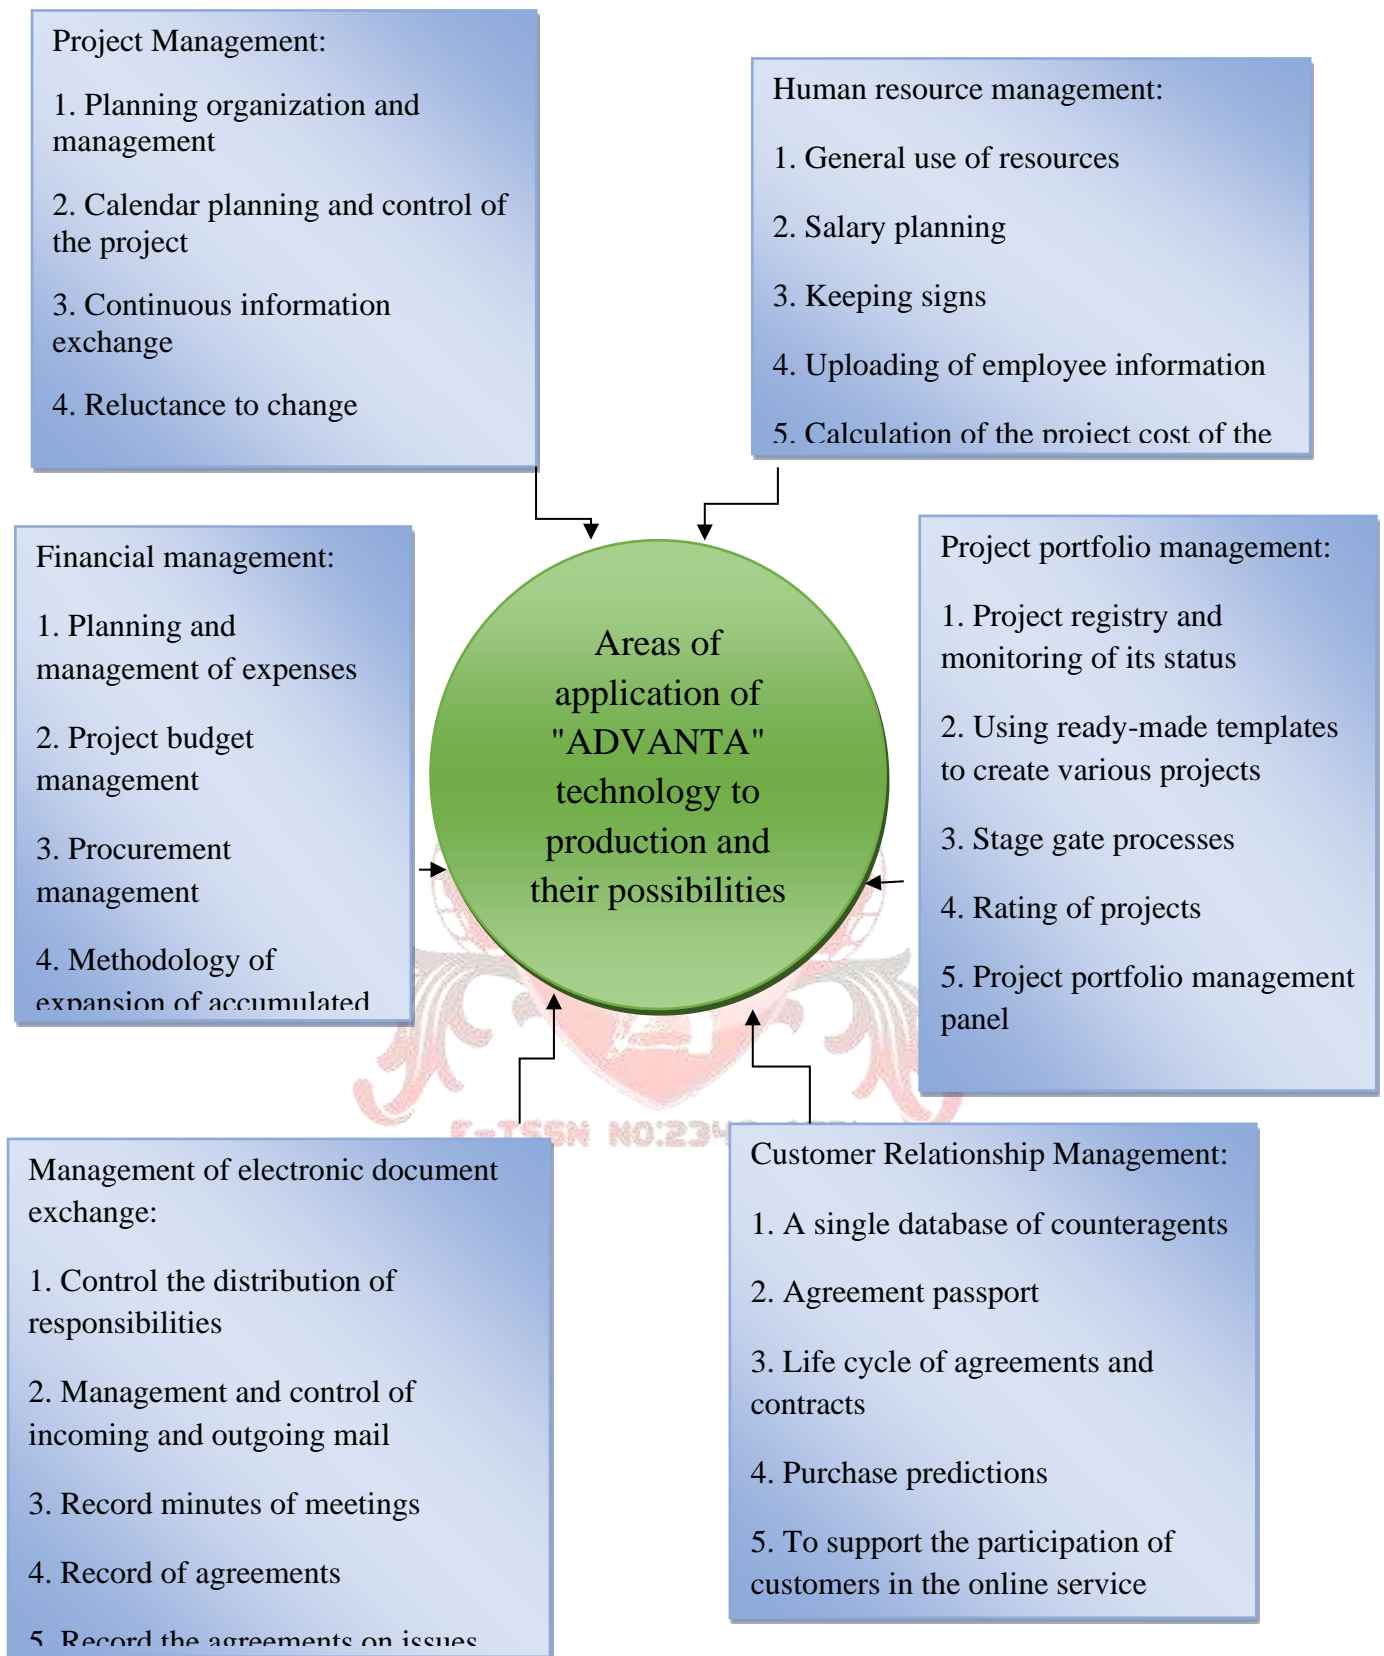 Project Management:
1. Planning organization and
management
2. Calendar planning and control of
the project
3. Continuous information
exchange
4. Reluctance to change
Human resource management:
1. General use of resources
2. Salary planning
3. Keeping signs
4. Uploading of employee information
5. Calculation of the project cost of the
Financial management:
1. Planning and
management of expenses
2. Project budget
management
3. Procurement
management
4. Methodology of
expansion of accumulated
Areas of
application of
"ADVANTA"
technology to
production and
their possibilities
Project portfolio management:
1. Project registry and
monitoring of its status
2. Using ready-made templates
to create various projects
3. Stage gate processes
4. Rating of projects
5. Project portfolio management
panel
Management of electronic document
exchange:
1. Control the distribution of
responsibilities
2. Management and control of
incoming and outgoing mail
3. Record minutes of meetings
4. Record of agreements
5. Record the agreements on issues
Customer Relationship Management:
1. A single database of counteragents
2. Agreement passport
3. Life cycle of agreements and
contracts
4. Purchase predictions
5. To support the participation of
customers in the online service
E-ISSN NO: